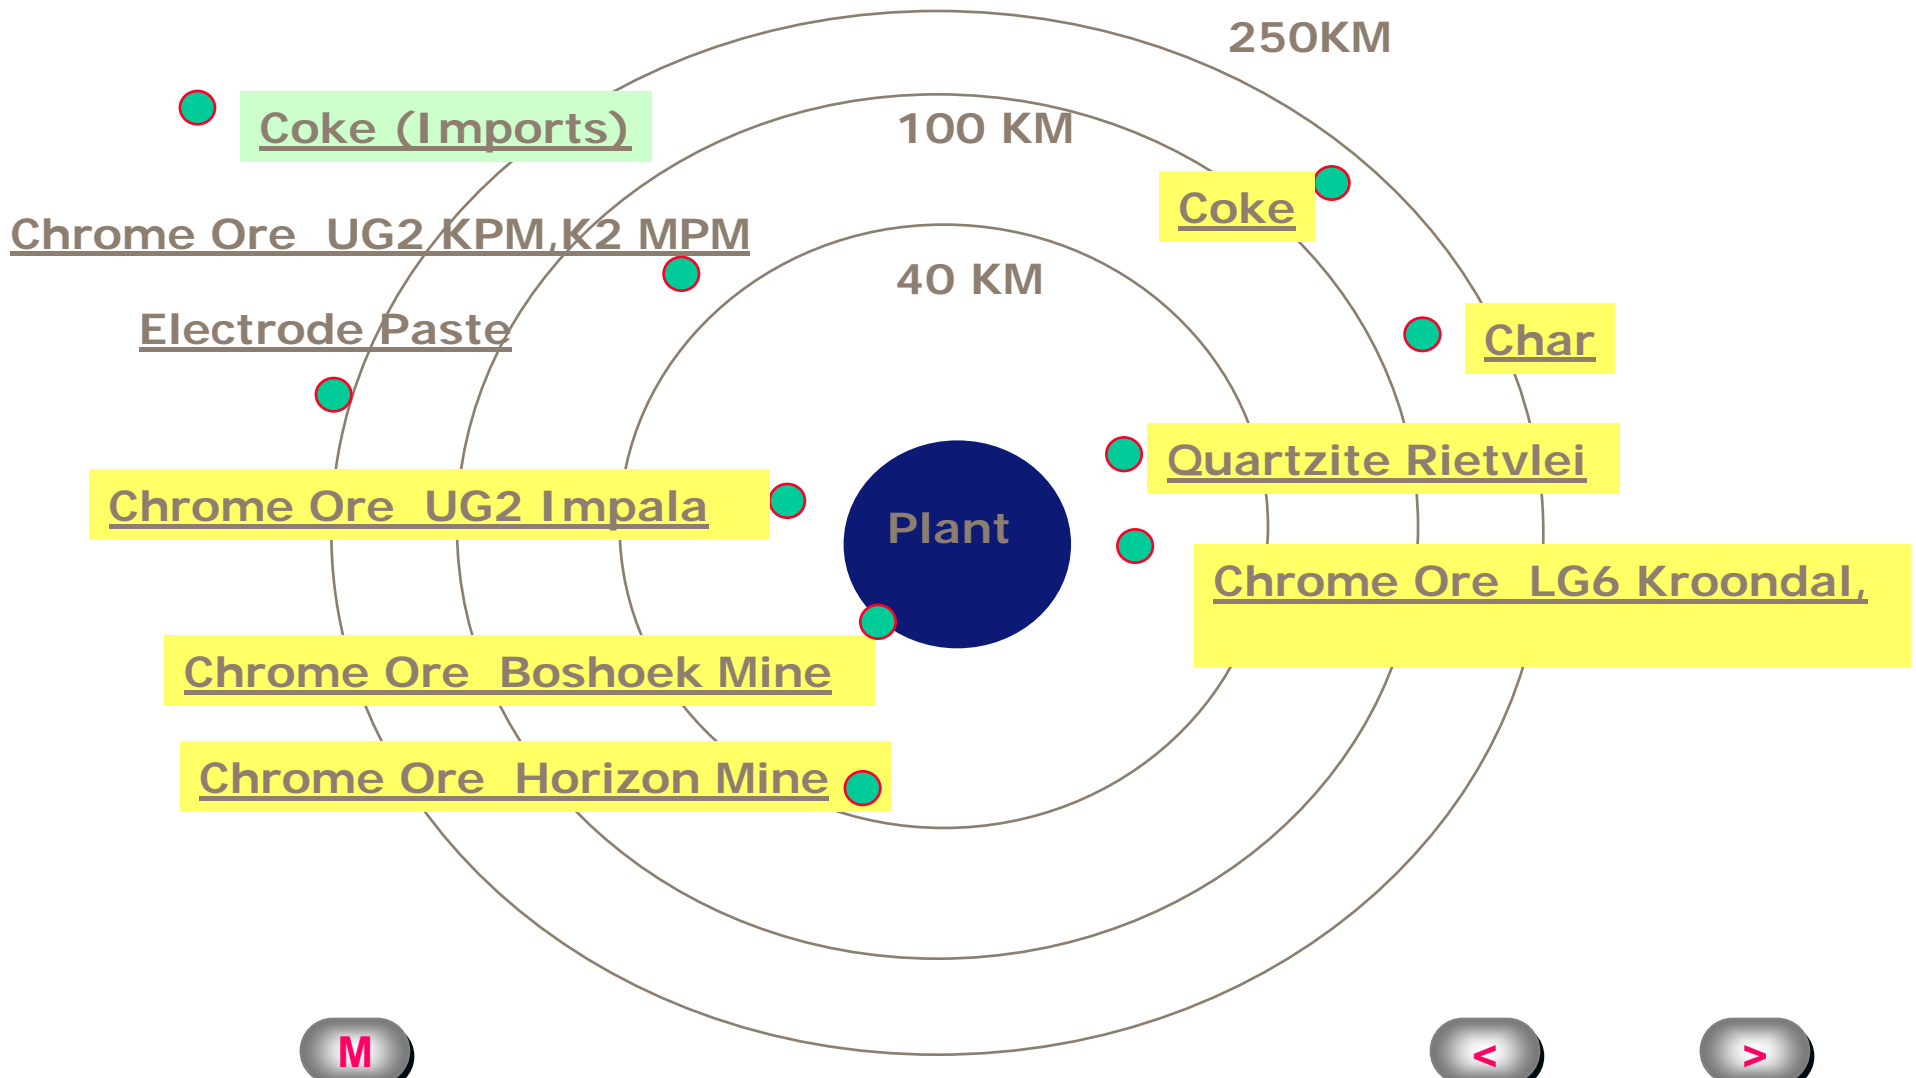 250KM
Coke (Imports)
100 KM
Coke
Chrome Ore  UG2 KPM,K2 MPM
40 KM
Electrode Paste
Char
Quartzite Rietvlei
Chrome Ore  UG2 Impala
Plant
Chrome Ore  LG6 Kroondal,
Chrome Ore  Boshoek Mine
Chrome Ore  Horizon Mine
M
<
>